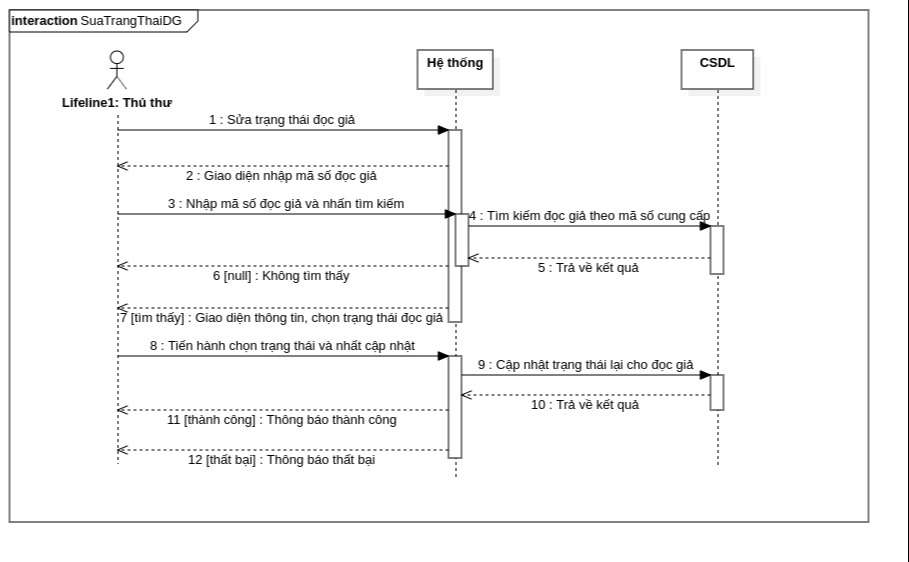 interaction SuaTrangThaiDG
Hệ thống
CSDL
Lifeline1: Thủ thư
1 : Sửa trạng thái đọc giả
2 : Giao diện nhập mã số đọc giả
3 : Nhập mã số đọc giả và nhấn tìm kiếm
4 : Tìm kiếm đọc giả theo mã số cung cấp
5 : Trả về kết quả
6 [null] : Không tìm thấy
7 [tìm thấy] : Giao diện thông tin, chọn trạng thái đọc giả
8 : Tiến hành chọn trạng thái và nhất cập nhật
9 : Cập nhật trạng thái lại cho đọc giả
10 : Trả về kết quả
11 [thành công] : Thông báo thành công
12 [thất bại] : Thông báo thất bại